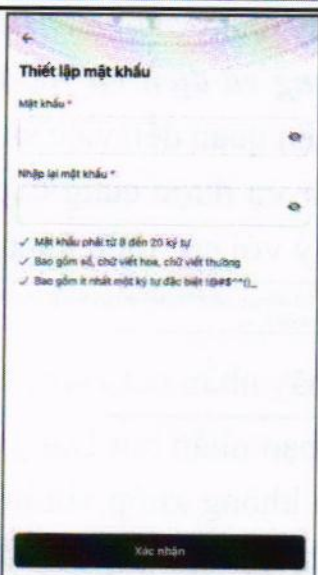 Thiết lập mật khẩu
Mật khẩu *
Nhập lại mật khẩu *
✓ Mật khẩu phải từ 8 đến 20 ký tự
✓ Bao gồm số, chữ viết hoa, chữ viết thường
✓ Bao gồm ít nhất một ký tự đặc biệt !@#$^*()_
Xác nhận